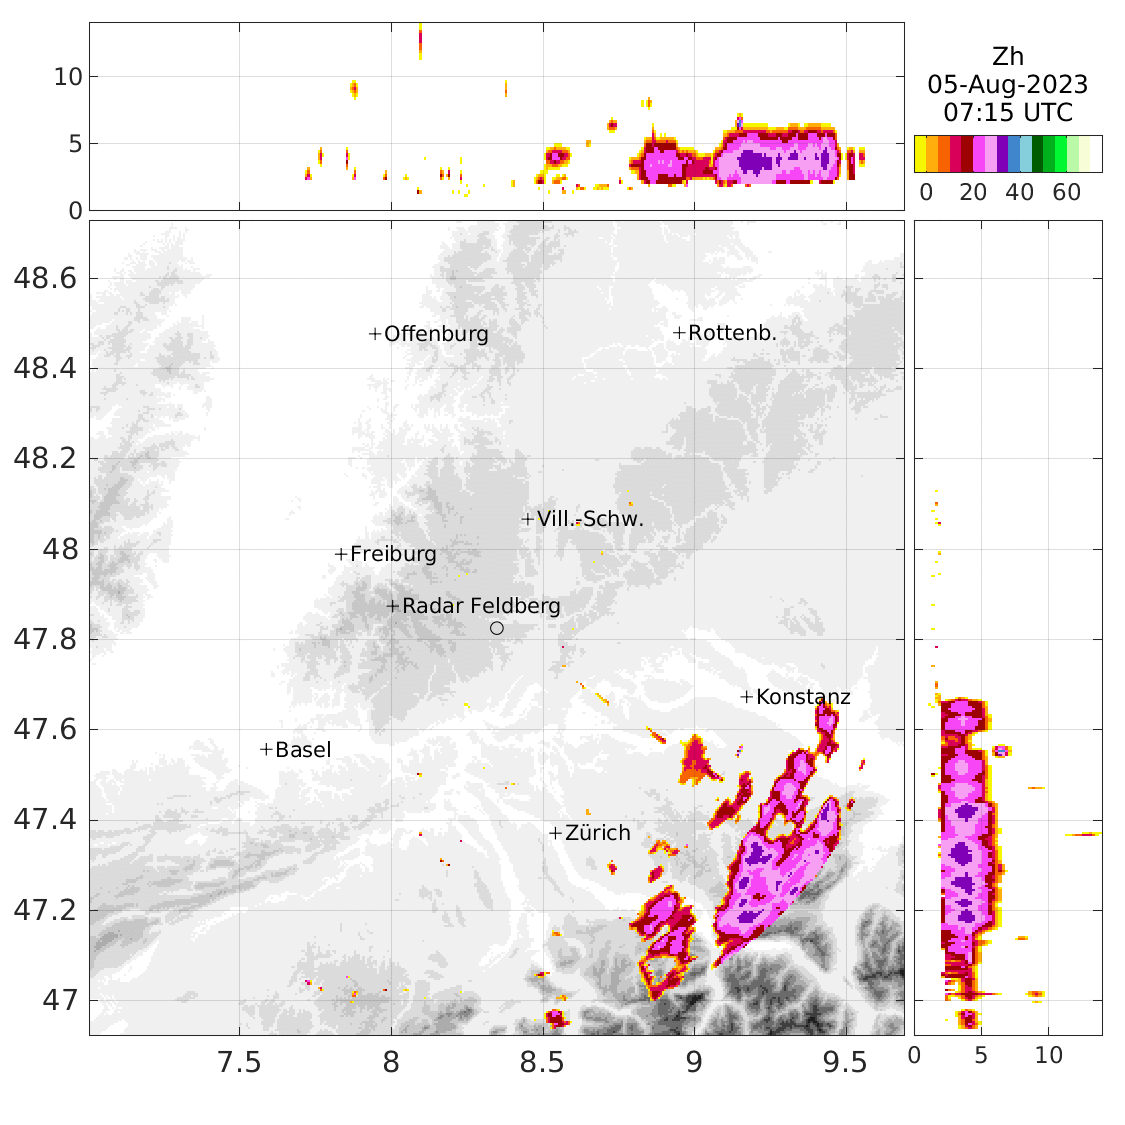 Zh
05-Aug-2023
07:15 UTC
0 20 40 60
10
5
0
48.6
48.4
48.2
48
47.8
47.6
47.4
47.2
47
+Offenburg
+Rottenb.
+Vill.-Schw.
+Freiburg
+Radar Feldberg
+Konstanz
+Basel
+Zürich
7.5 8 8.5 9 9.5
0 5 10